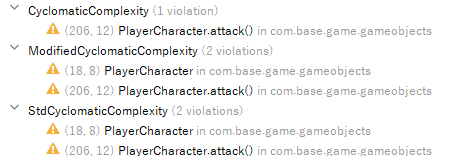 CyclomaticComplexity (1 violation)
(206, 12) PlayerCharacter.attack() in com.base.game.gameobjects
ModifiedCyclomaticComplexity (2 violations)
(18, 8) PlayerCharacter in com.base.game.gameobjects
(206, 12) PlayerCharacter.attack() in com.base.game.gameobjects
StdCyclomaticComplexity (2 violations)
(18, 8) PlayerCharacter in com.base.game.gameobjects
(206, 12) PlayerCharacter.attack() in com.base.game.gameobjects